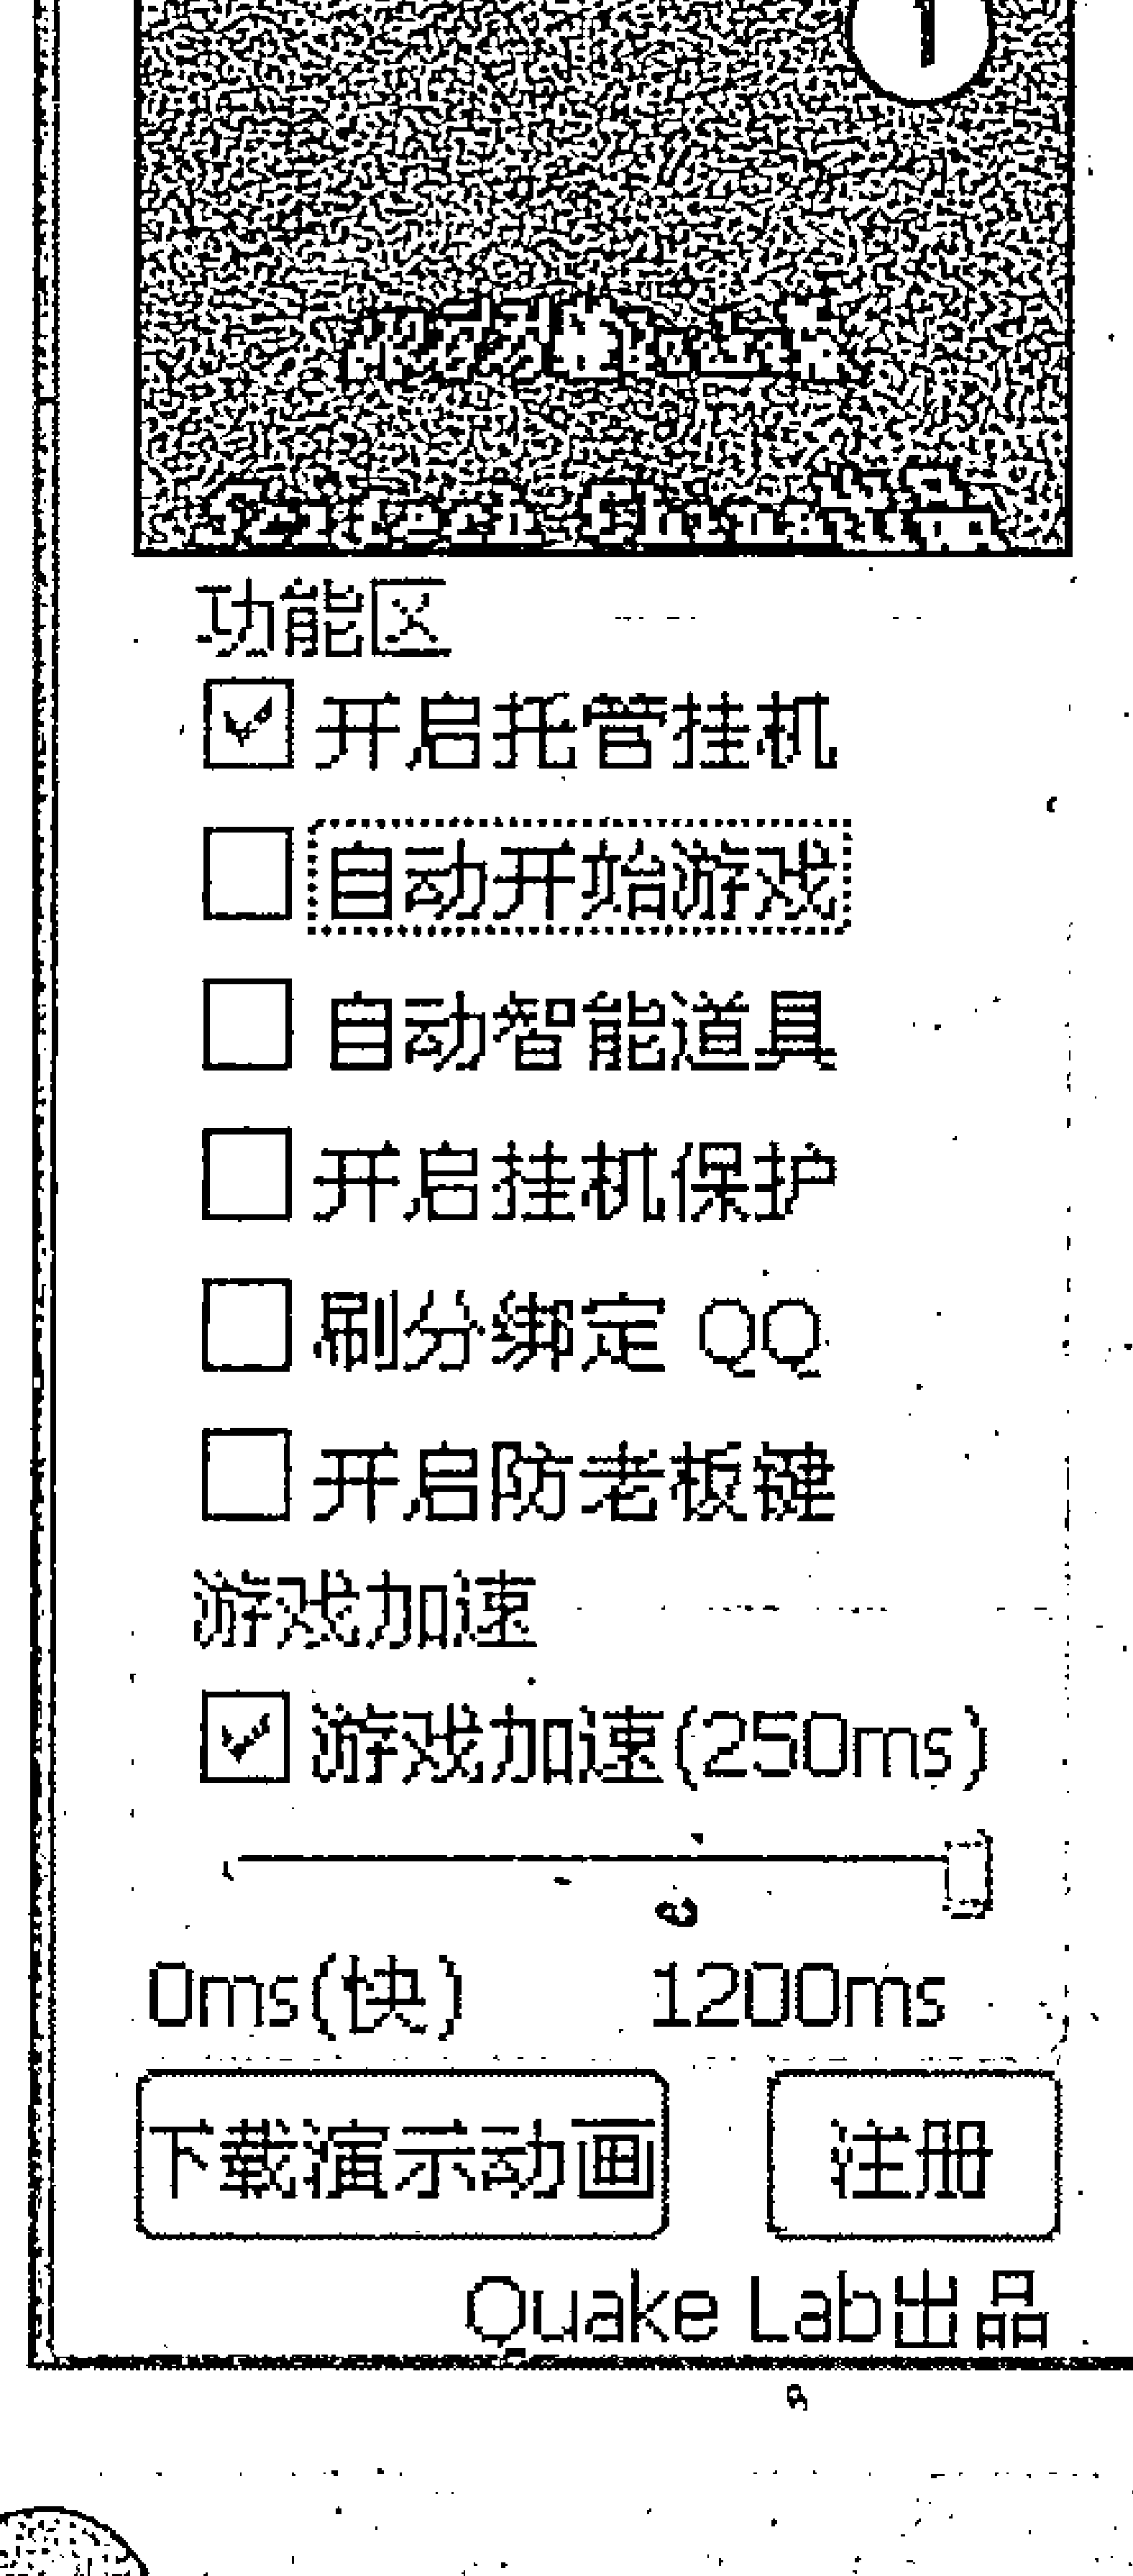 功能区
开启托管挂机
自动开始游戏
自动智能道具
开启挂机保护
刷分绑定 QQ
开启防老板键
游戏加速
游戏加速(250ms)
0ms(快) 1200ms
下载演示动画 注册
Quake Lab出品